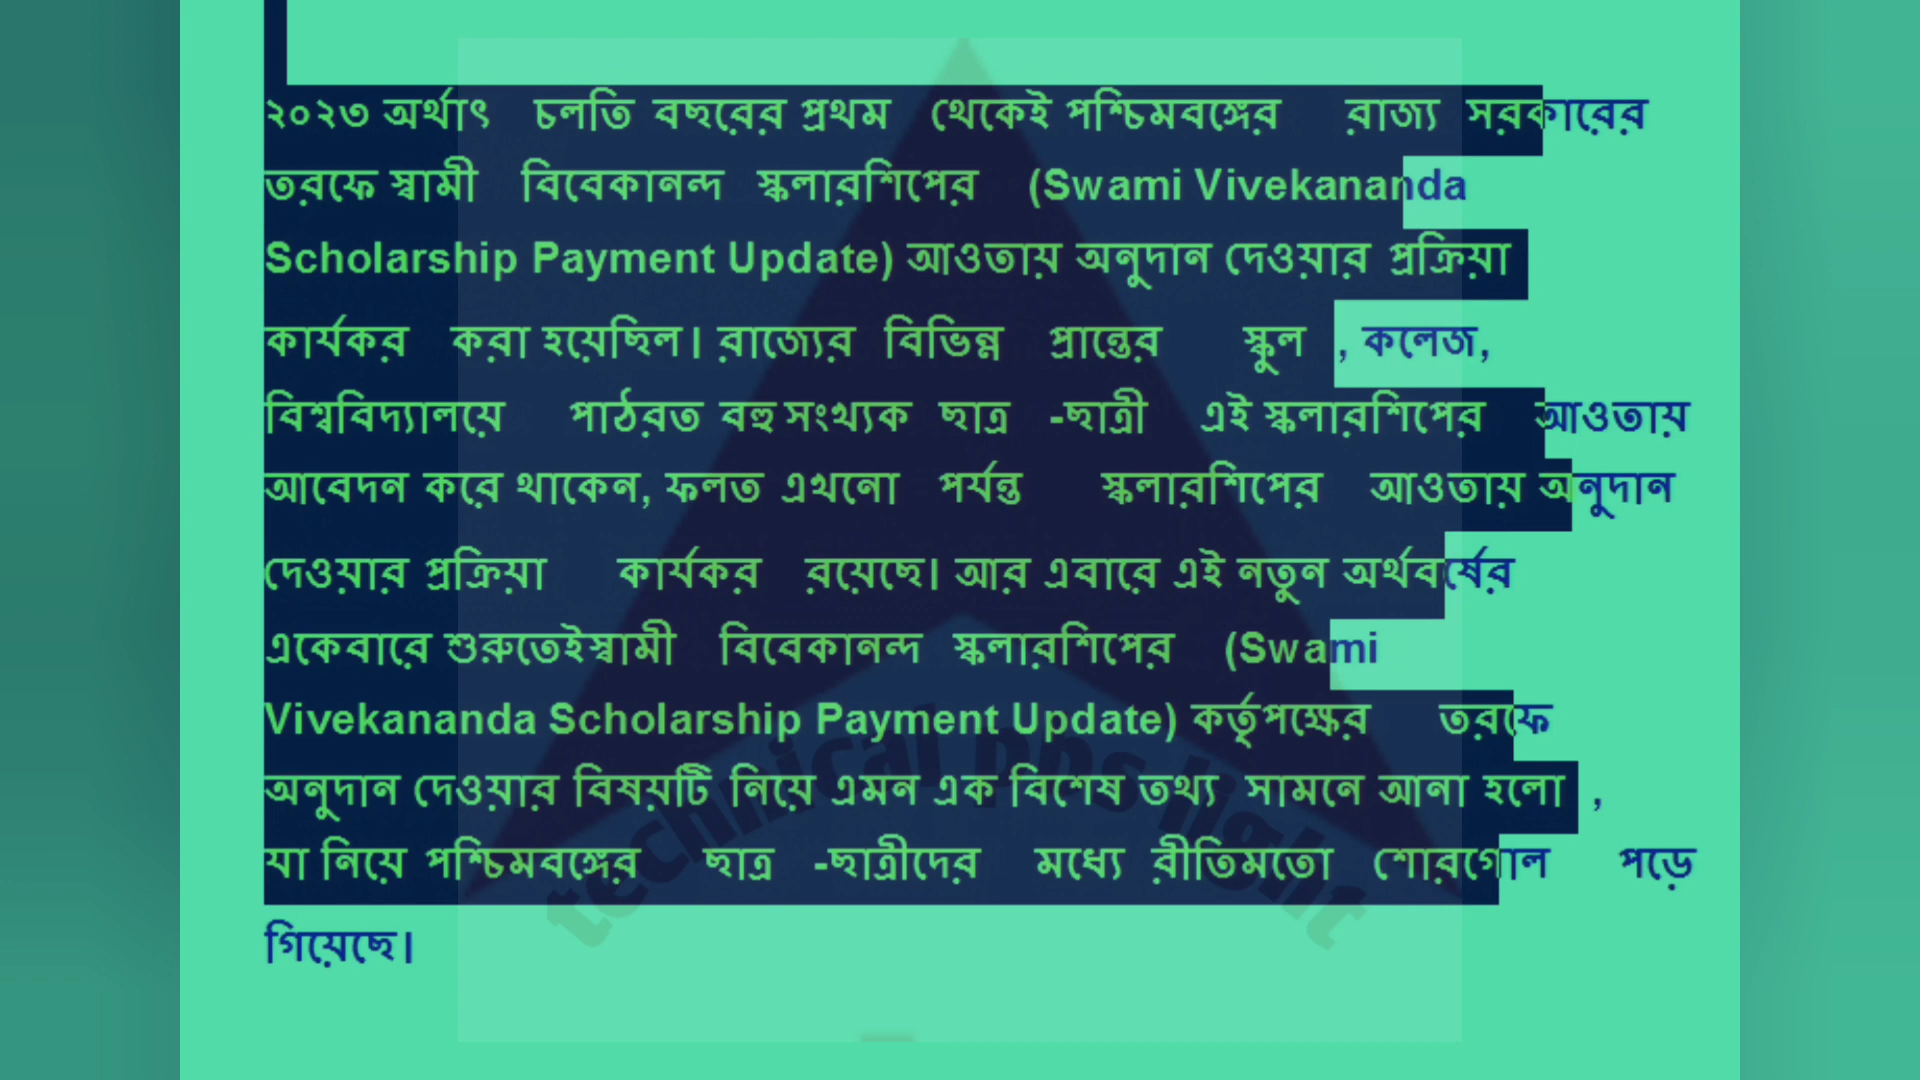 ২০২৩ অর্থাৎ চলতি বছরের প্রথম থেকেই পশ্চিমবঙ্গের রাজ্য সরকারের
তরফে স্বামী বিবেকানন্দ স্কলারশিপের (Swami Vivekananda
Scholarship Payment Update) আওতায় অনুদান দেওয়ার প্রক্রিয়া
কার্যকর করা হয়েছিল। রাজ্যের বিভিন্ন প্রান্তের স্কুল , কলেজ,
বিশ্ববিদ্যালয়ে পাঠরত বহু সংখ্যক ছাত্র -ছাত্রী এই স্কলারশিপের আওতায়
আবেদন করে থাকেন, ফলত এখনো পর্যন্ত স্কলারশিপের আওতায় অনুদান
দেওয়ার প্রক্রিয়া কার্যকর রয়েছে। আর এবারে এই নতুন অর্থবর্ষের
একেবারে শুরুতেইস্বামী বিবেকানন্দ স্কলারশিপের (Swami
Vivekananda Scholarship Payment Update) কর্তৃপক্ষের তরফে
অনুদান দেওয়ার বিষয়টি নিয়ে এমন এক বিশেষ তথ্য সামনে আনা হলো ,
যা নিয়ে পশ্চিমবঙ্গের ছাত্র -ছাত্রীদের মধ্যে রীতিমতো শোরগোল পড়ে
গিয়েছে।
technical pns light